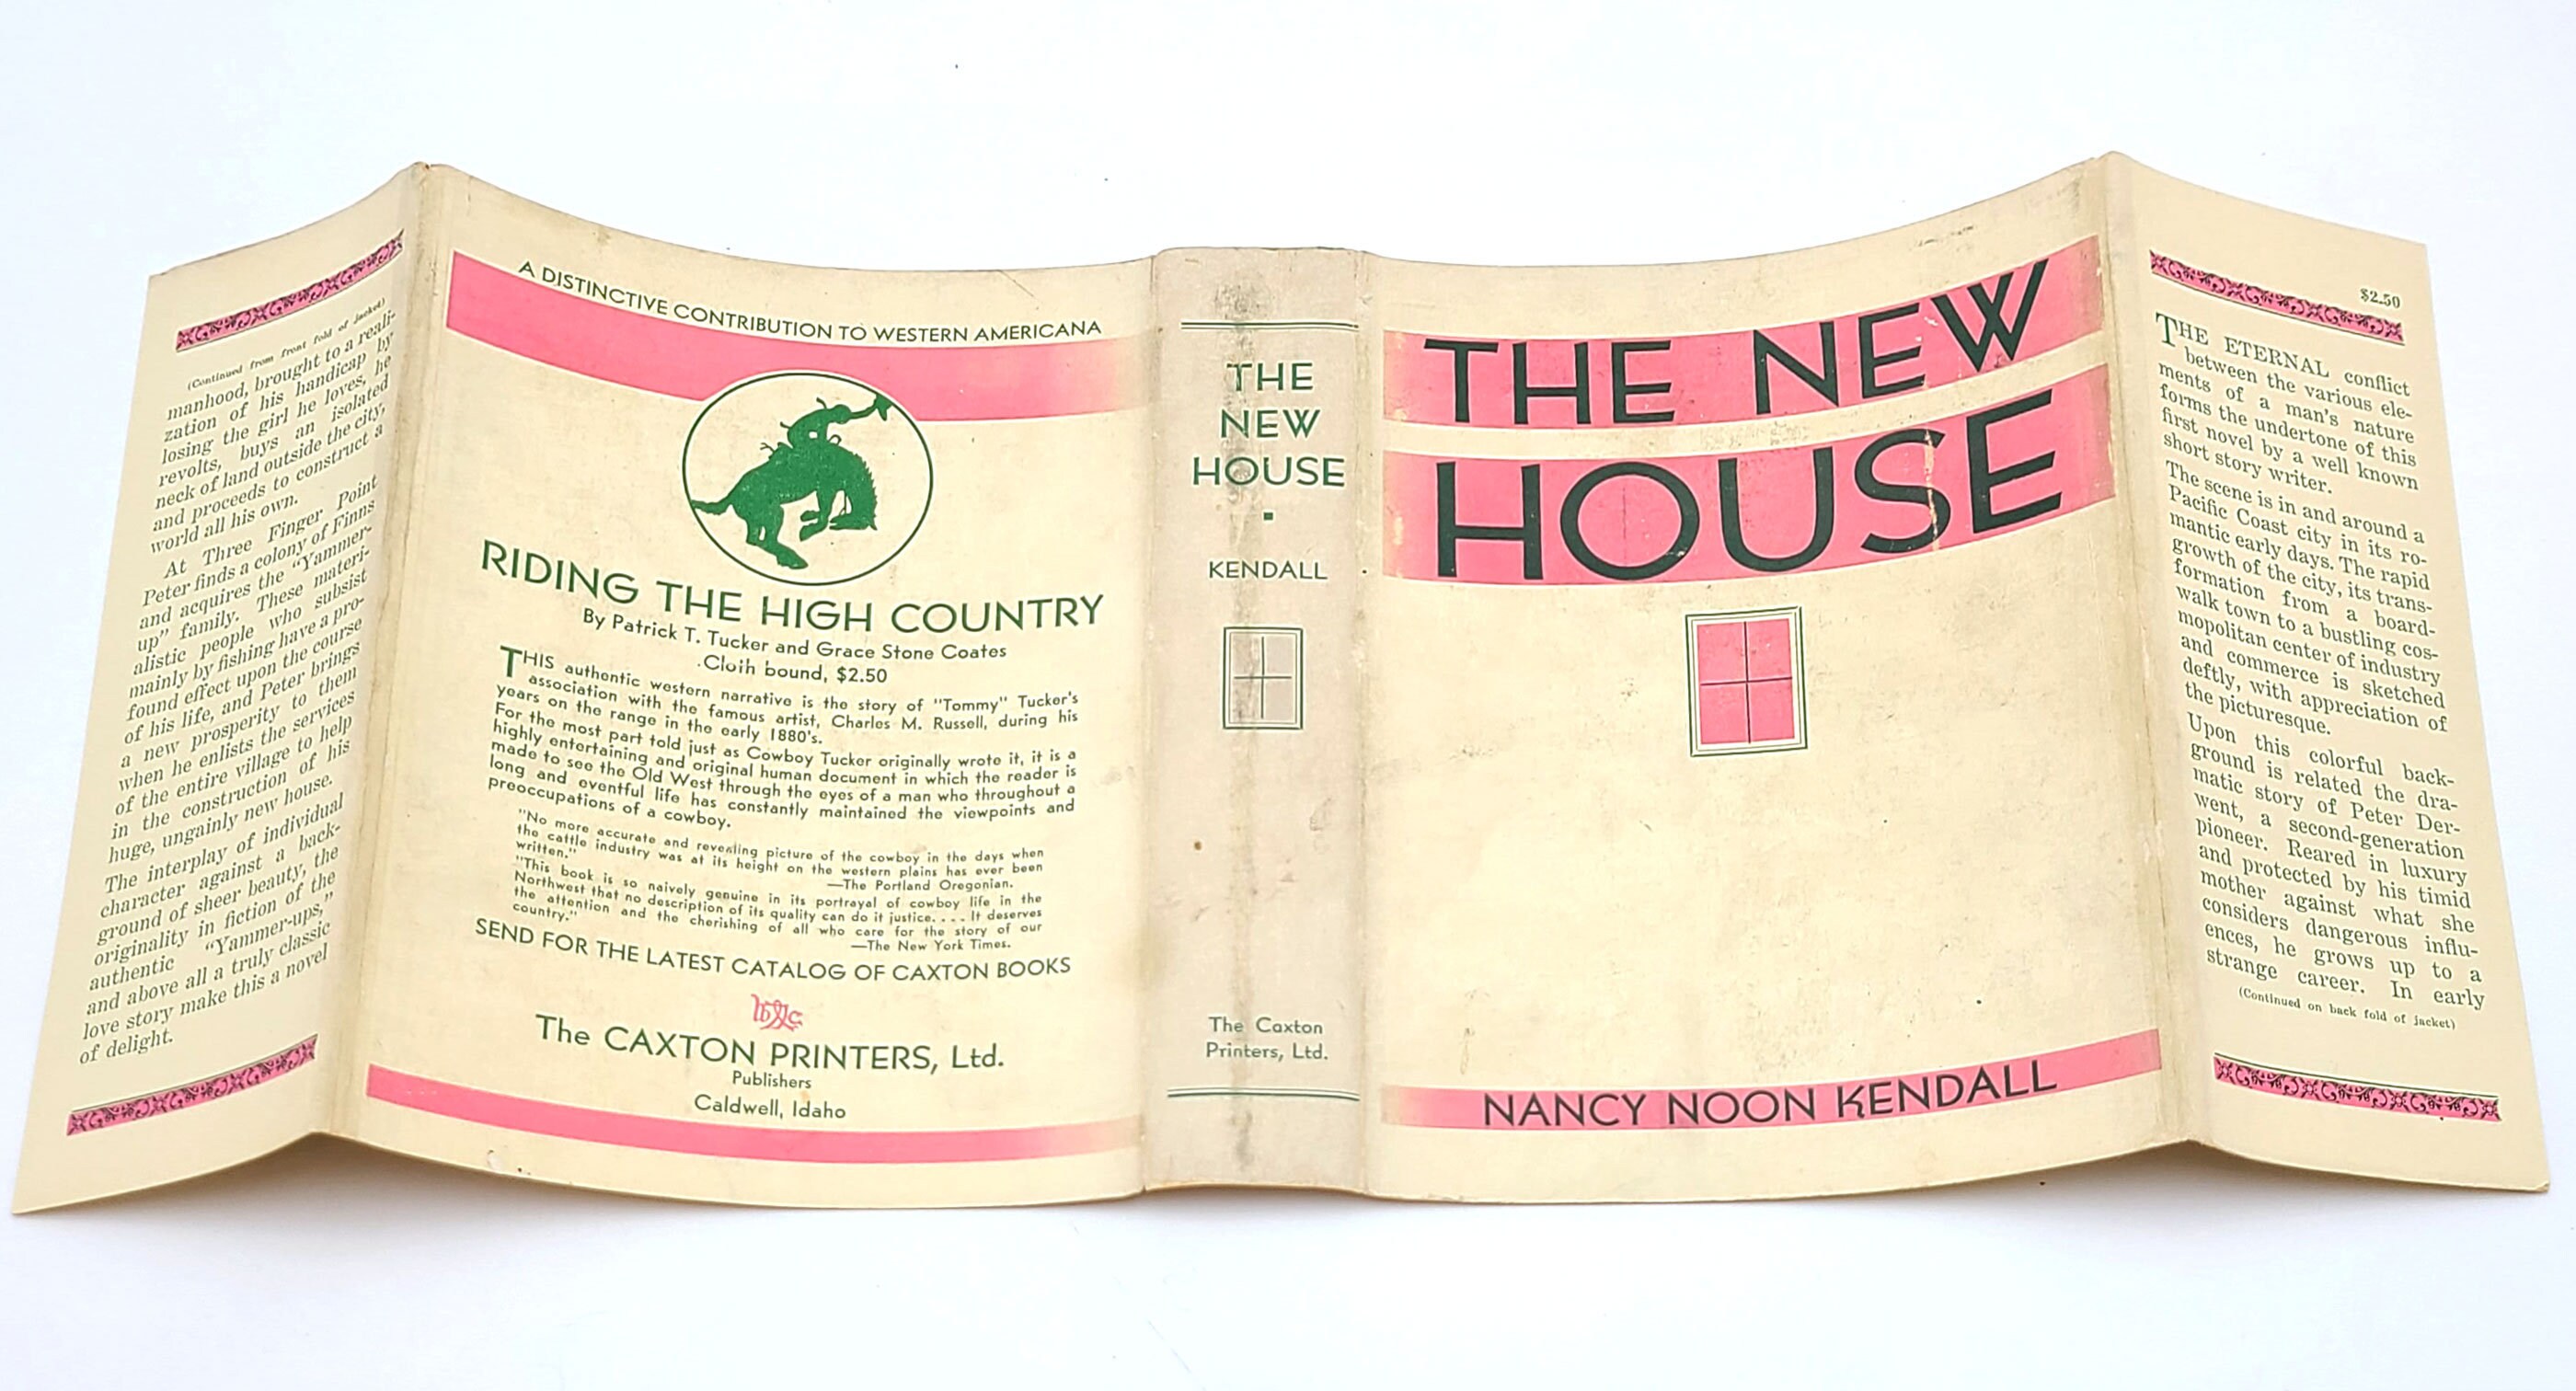 (Continued from front fold of jacket)
manhood, brought to a reali-
zation of his handicap by
losing the girl he loves, he
revolts, buys an isolated
neck of land outside the city,
and proceeds to construct a
world all his own.
At Three Finger Point
Peter finds a colony of Finns
and acquires the "Yammer-
up" family. These materi-
alistic people who subsist
mainly by fishing have a pro-
found effect upon the course
of his life, and Peter brings
a new prosperity to them
when he enlists the services
of the entire village to help
in the construction of his
huge, ungainly new house.
The interplay of individual
character against a back-
ground of sheer beauty, the
originality in fiction of the
authentic "Yammer-ups,"
and above all a truly classic
love story make this a novel
of delight.
A DISTINCTIVE CONTRIBUTION TO WESTERN AMERICANA
RIDING THE HIGH COUNTRY
By Patrick T. Tucker and Grace Stone Coates
Cloth bound, $2.50
THIS authentic western narrative is the story of "Tommy" Tucker's
association with the famous artist, Charles M. Russell, during his
years on the range in the early 1880's.
For the most part told just as Cowboy Tucker originally wrote it, it is a
highly entertaining and original human document in which the reader is
made to see the Old West through the eyes of a man who throughout a
long and eventful life has constantly maintained the viewpoints and
preoccupations of a cowboy.
"No more accurate and revealing picture of the cowboy in the days when
the cattle industry was at its height on the western plains has ever been
written."
—The Portland Oregonian.
"This book is so naively genuine in its portrayal of cowboy life in the
Northwest that no description of its quality can do it justice. . . . It deserves
the attention and the cherishing of all who care for the story of our
country."
—The New York Times.
SEND FOR THE LATEST CATALOG OF CAXTON BOOKS
The CAXTON PRINTERS, Ltd.
Publishers
Caldwell, Idaho
THE
NEW
HOUSE
KENDALL
The Caxton
Printers, Ltd.
THE NEW
HOUSE
NANCY NOON KENDALL
$2.50
THE ETERNAL conflict
between the various ele-
ments of a man's nature
forms the undertone of this
first novel by a well known
short story writer.
The scene is in and around a
Pacific Coast city in its ro-
mantic early days. The rapid
growth of the city, its trans-
formation from a board-
walk town to a bustling cos-
mopolitan center of industry
and commerce is sketched
deftly, with appreciation of
the picturesque.
Upon this colorful back-
ground is related the dra-
matic story of Peter Der-
went, a second-generation
pioneer. Reared in luxury
and protected by his timid
mother against what she
considers dangerous influ-
ences, he grows up to a
strange career. In early
(Continued on back fold of jacket)